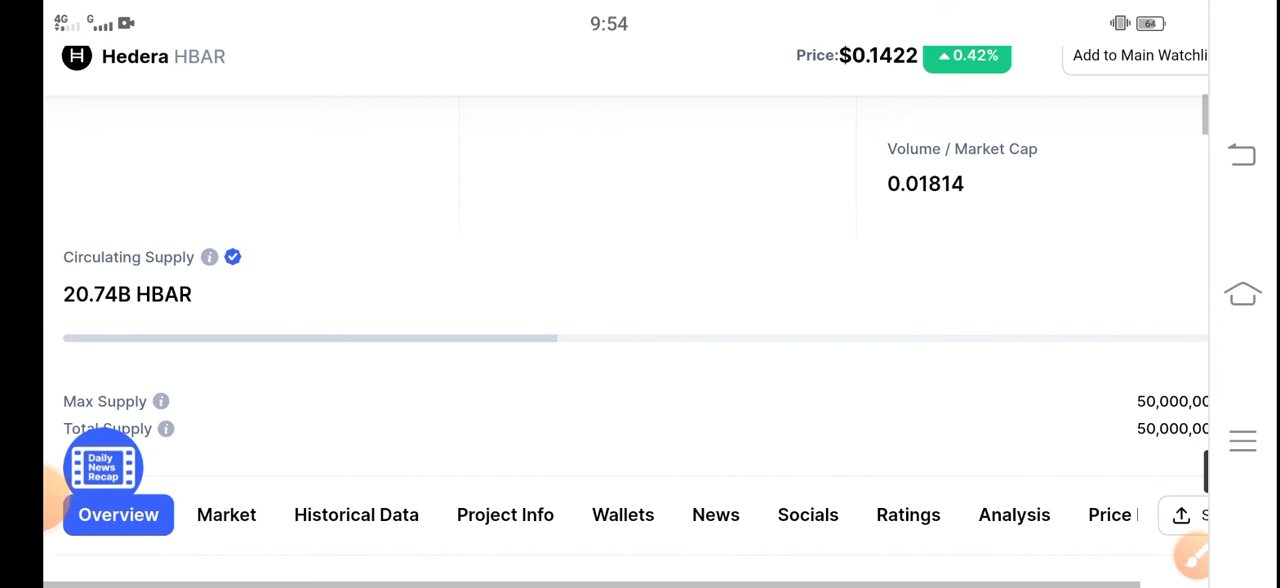 4G G 9:54 64
Hedera HBAR Price:$0.1422 0.42% Add to Main Watchli
Volume / Market Cap
0.01814
Circulating Supply
20.74B HBAR
Max Supply 50,000,00
Total Supply 50,000,00
Daily
News
Recap
Overview Market Historical Data Project Info Wallets News Socials Ratings Analysis Price